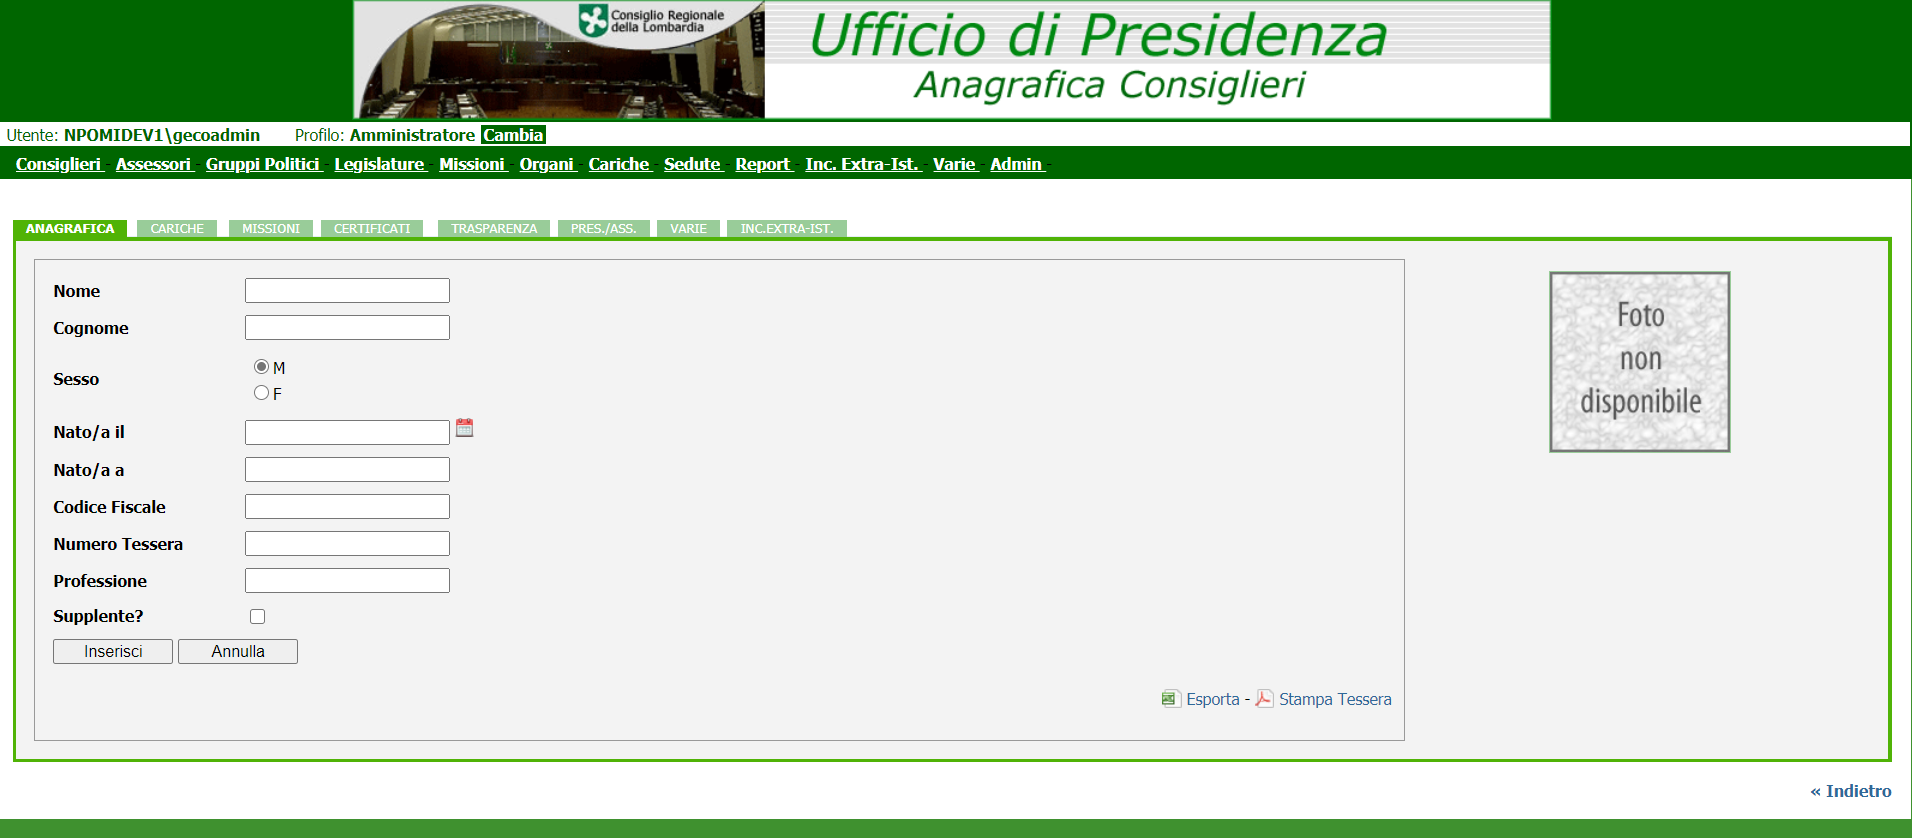 Consiglio Regionale
della Lombardia
Ufficio di Presidenza
Anagrafica Consiglieri
Utente: NPOMIDEV1\gecoadmin Profilo: Amministratore Cambia
Consiglieri - Assessori - Gruppi Politici - Legislature - Missioni - Organi - Cariche - Sedute - Report - Inc. Extra-Ist. - Varie - Admin -
ANAGRAFICA CARICHE MISSIONI CERTIFICATI TRASPARENZA PRES./ASS. VARIE INC.EXTRA-IST.
Nome
Cognome
Sesso
M
F
Nato/a il
Nato/a a
Codice Fiscale
Numero Tessera
Professione
Supplente?
Inserisci Annulla
Esporta - Stampa Tessera
Foto
non
disponibile
« Indietro